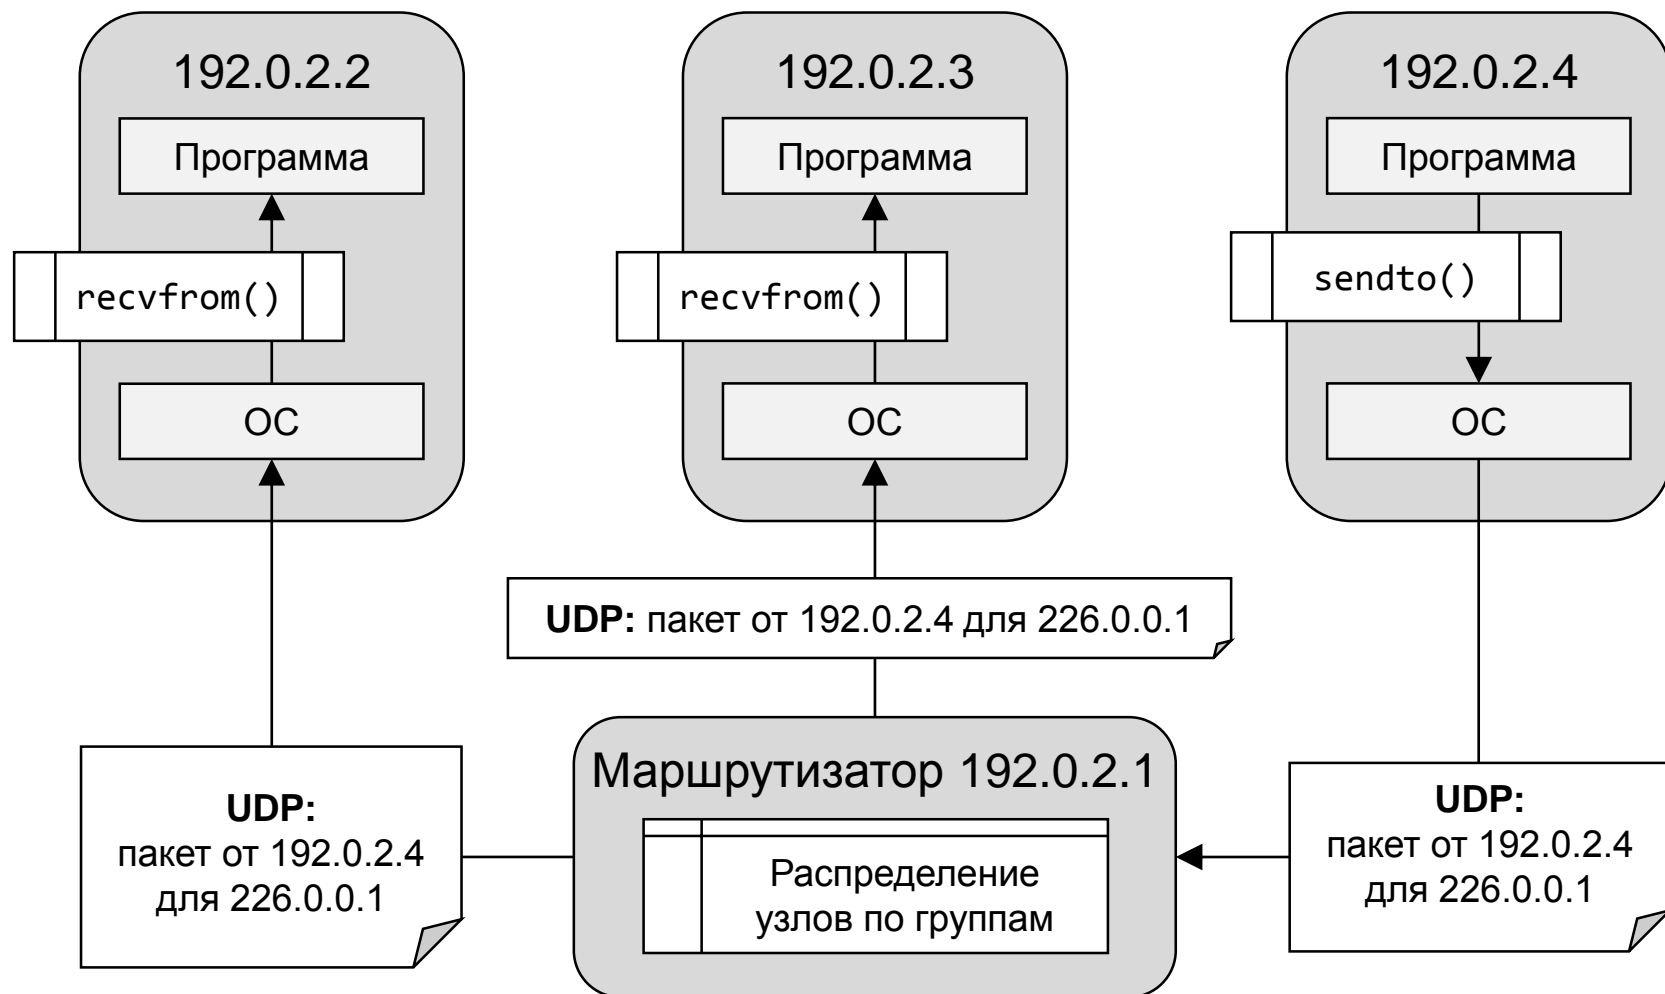 192.0.2.2
Программа
recvfrom()
ОС
192.0.2.3
Программа
recvfrom()
ОС
192.0.2.4
Программа
sendto()
ОС
UDP: пакет от 192.0.2.4 для 226.0.0.1
UDP:
пакет от 192.0.2.4
для 226.0.0.1
Маршрутизатор 192.0.2.1
Распределение
узлов по группам
UDP:
пакет от 192.0.2.4
для 226.0.0.1